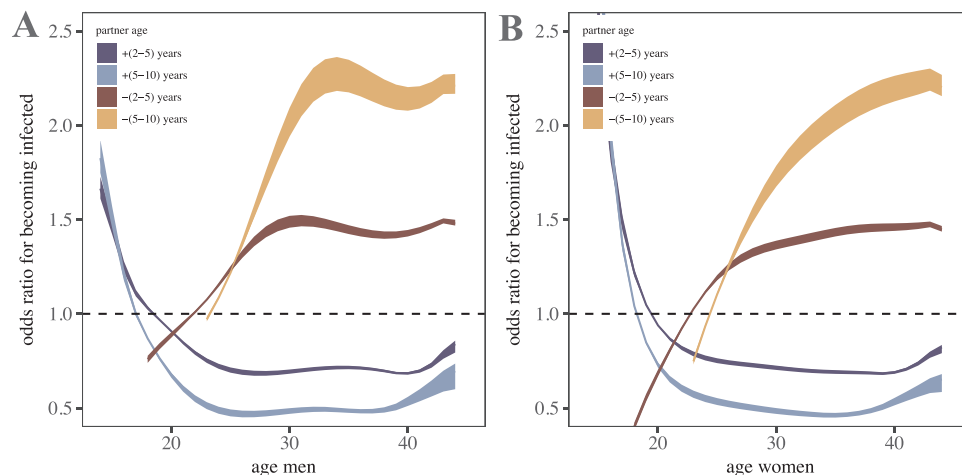 A
partner age
+(2−5) years
+(5−10) years
−(2−5) years
−(5−10) years
2.5
2.0
1.5
1.0
0.5
odds ratio for becoming infected
20 30 40
age men
B
partner age
+(2−5) years
+(5−10) years
−(2−5) years
−(5−10) years
2.5
2.0
1.5
1.0
0.5
odds ratio for becoming infected
20 30 40
age women